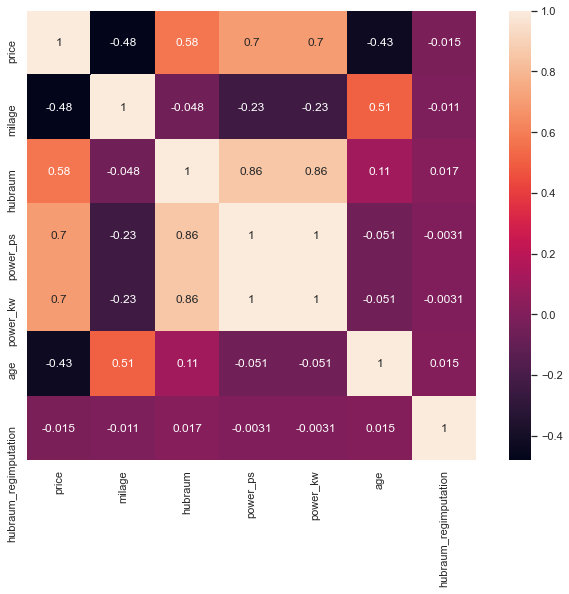 price 1 -0.48 0.58 0.7 0.7 -0.43 -0.015
milage -0.48 1 -0.048 -0.23 -0.23 0.51 -0.011
hubraum 0.58 -0.048 1 0.86 0.86 0.11 0.017
power_ps 0.7 -0.23 0.86 1 1 -0.051 -0.0031
power_kw 0.7 -0.23 0.86 1 1 -0.051 -0.0031
age -0.43 0.51 0.11 -0.051 -0.051 1 0.015
hubraum_regimputation -0.015 -0.011 0.017 -0.0031 -0.0031 0.015 1
price milage hubraum power_ps power_kw age hubraum_regimputation
1.0
0.8
0.6
0.4
0.2
0.0
−0.2
−0.4